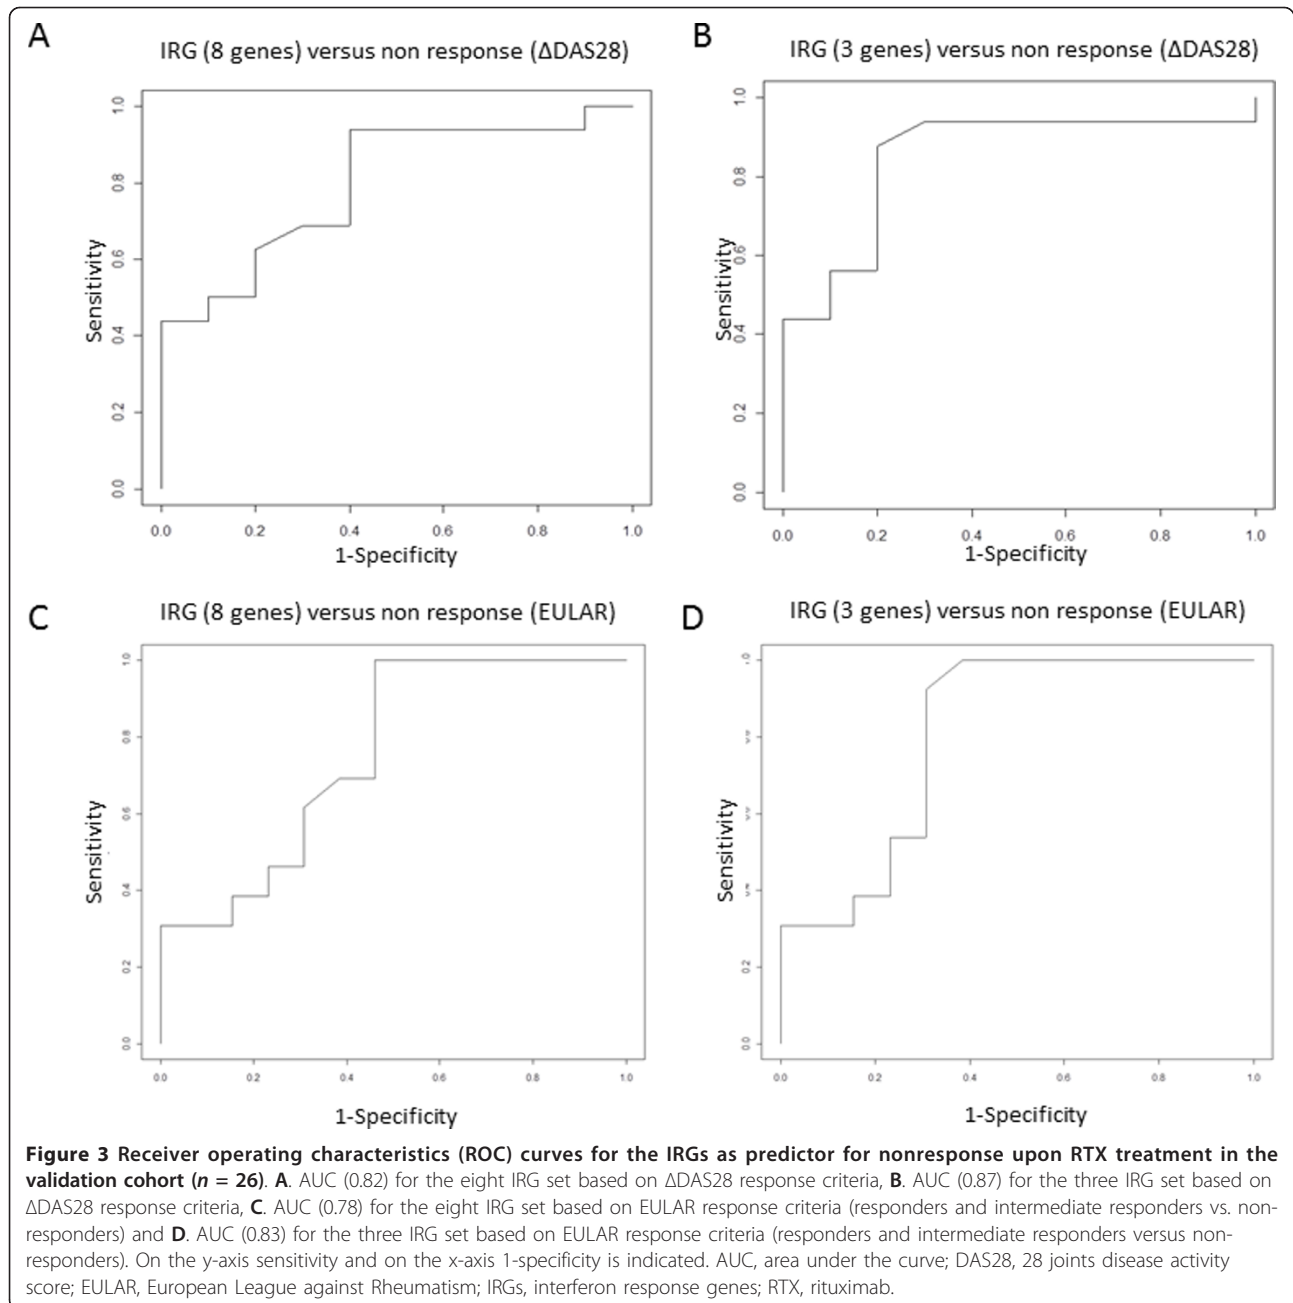 A
IRG (8 genes) versus non response (ΔDAS28)
Sensitivity
0.0 0.2 0.4 0.6 0.8 1.0
0.0 0.2 0.4 0.6 0.8 1.0
1-Specificity
B
IRG (3 genes) versus non response (ΔDAS28)
Sensitivity
0.0 0.2 0.4 0.6 0.8 1.0
0.0 0.2 0.4 0.6 0.8 1.0
1-Specificity
C
IRG (8 genes) versus non response (EULAR)
Sensitivity
0.0 0.2 0.4 0.6 0.8 1.0
0.0 0.2 0.4 0.6 0.8 1.0
1-Specificity
D
IRG (3 genes) versus non response (EULAR)
Sensitivity
0.0 0.2
0.0 0.2 0.4 0.6 0.8 1.0
1-Specificity
Figure 3 Receiver operating characteristics (ROC) curves for the IRGs as predictor for nonresponse upon RTX treatment in the
validation cohort (n = 26). A. AUC (0.82) for the eight IRG set based on ΔDAS28 response criteria, B. AUC (0.87) for the three IRG set based on
ΔDAS28 response criteria, C. AUC (0.78) for the eight IRG set based on EULAR response criteria (responders and intermediate responders vs. non-
responders) and D. AUC (0.83) for the three IRG set based on EULAR response criteria (responders and intermediate responders versus non-
responders). On the y-axis sensitivity and on the x-axis 1-specificity is indicated. AUC, area under the curve; DAS28, 28 joints disease activity
score; EULAR, European League against Rheumatism; IRGs, interferon response genes; RTX, rituximab.